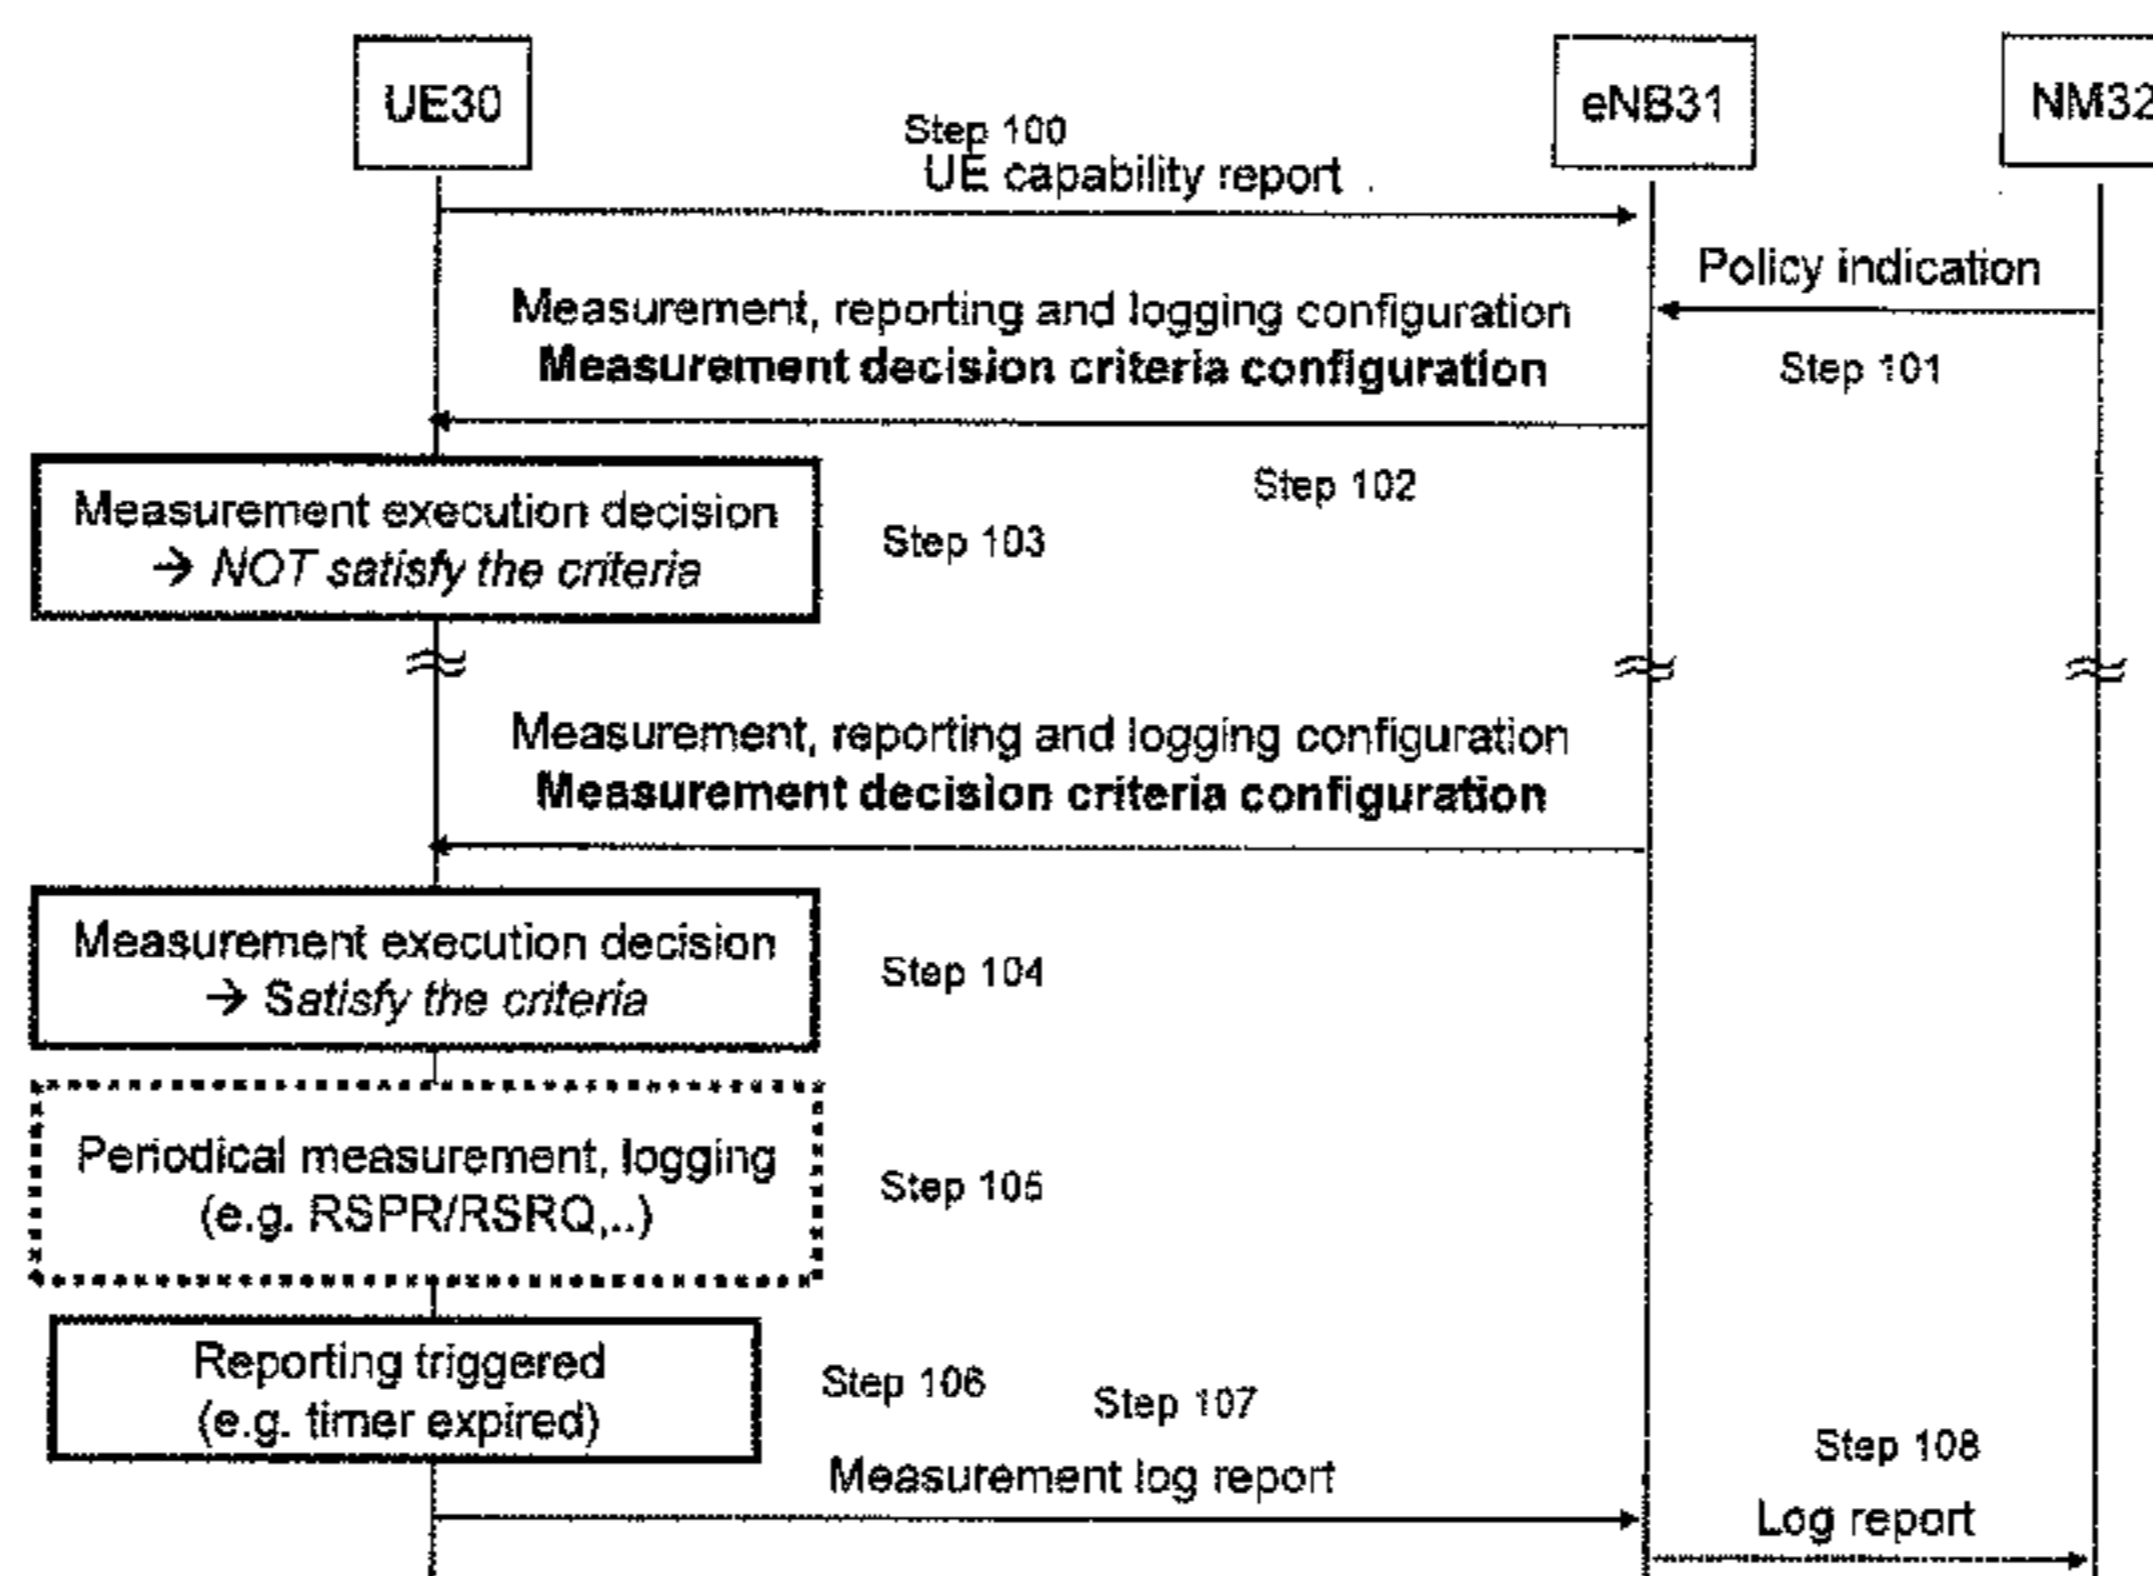 UE30
eNB31
NM32
Step 100
UE capability report
Policy indication
Step 101
Measurement, reporting and logging configuration
Measurement decision criteria configuration
Step 102
Measurement execution decision
→ NOT satisfy the criteria
Step 103
Measurement, reporting and logging configuration
Measurement decision criteria configuration
Measurement execution decision
→ Satisfy the criteria
Step 104
Periodical measurement, logging
(e.g. RSPR/RSRQ,..)
Step 105
Reporting triggered
(e.g. timer expired)
Step 106
Step 107
Measurement log report
Step 108
Log report